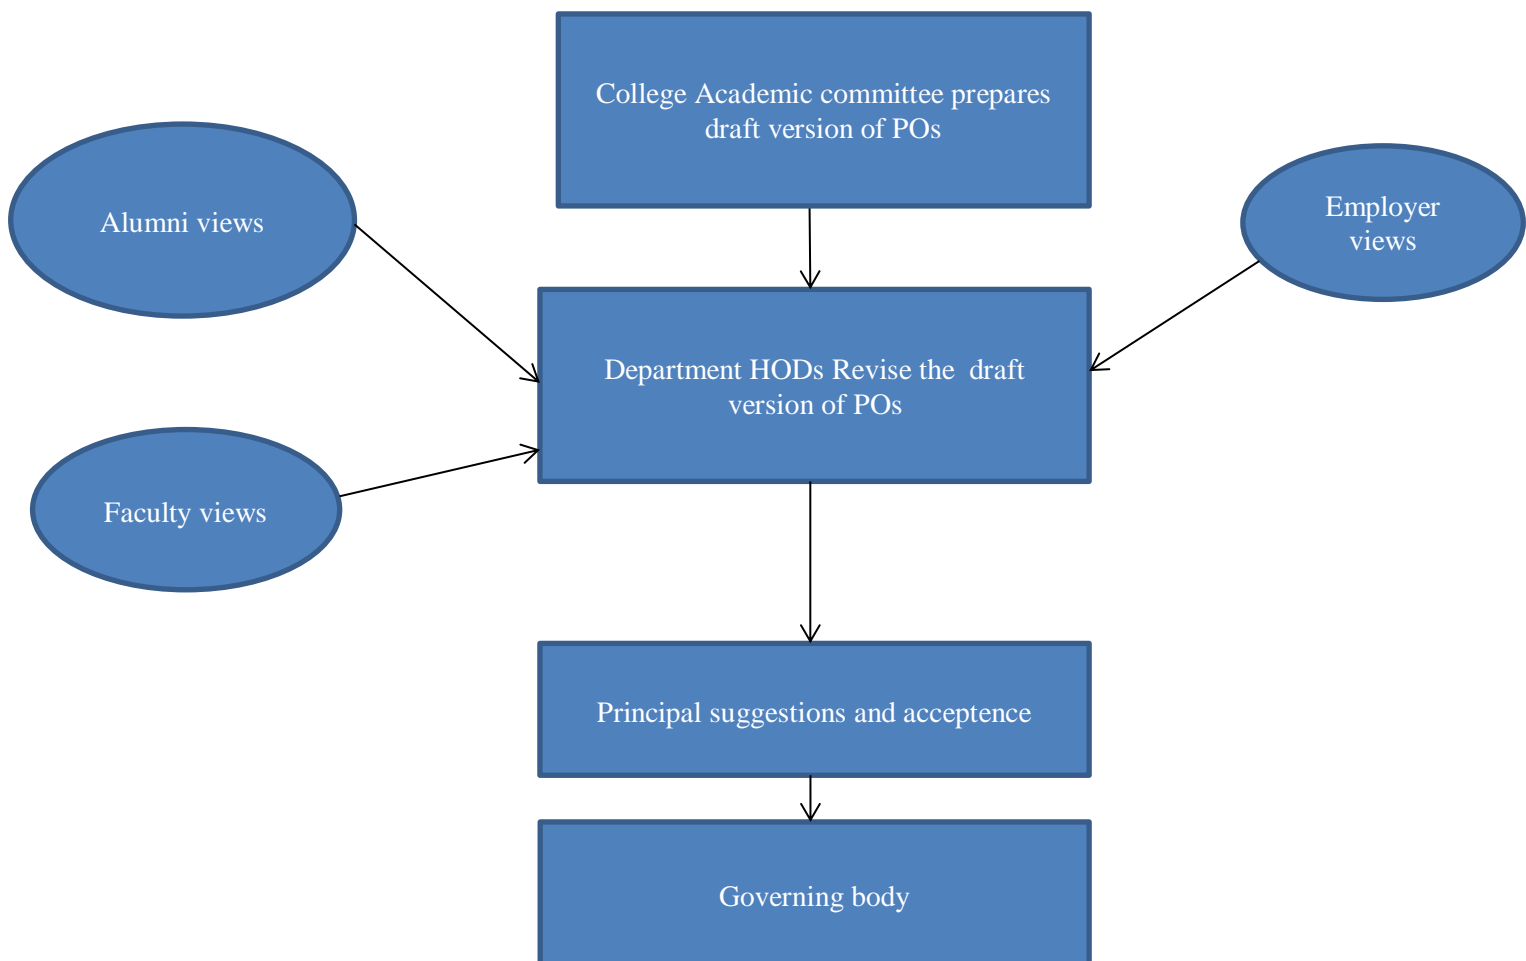 College Academic committee prepares
draft version of POs
Alumni views
Employer
views
Department HODs Revise the  draft
version of POs
Faculty views
Principal suggestions and acceptence
Governing body